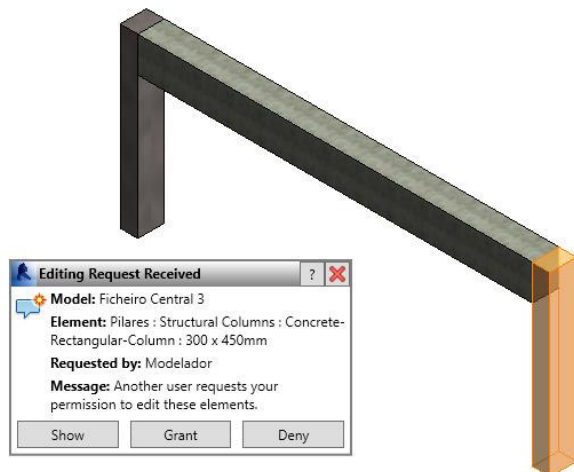 Editing Request Received
?
Model: Ficheiro Central 3
Element: Pilares : Structural Columns : Concrete-
Rectangular-Column : 300 x 450mm
Requested by: Modelador
Message: Another user requests your
permission to edit these elements.
Show Grant Deny